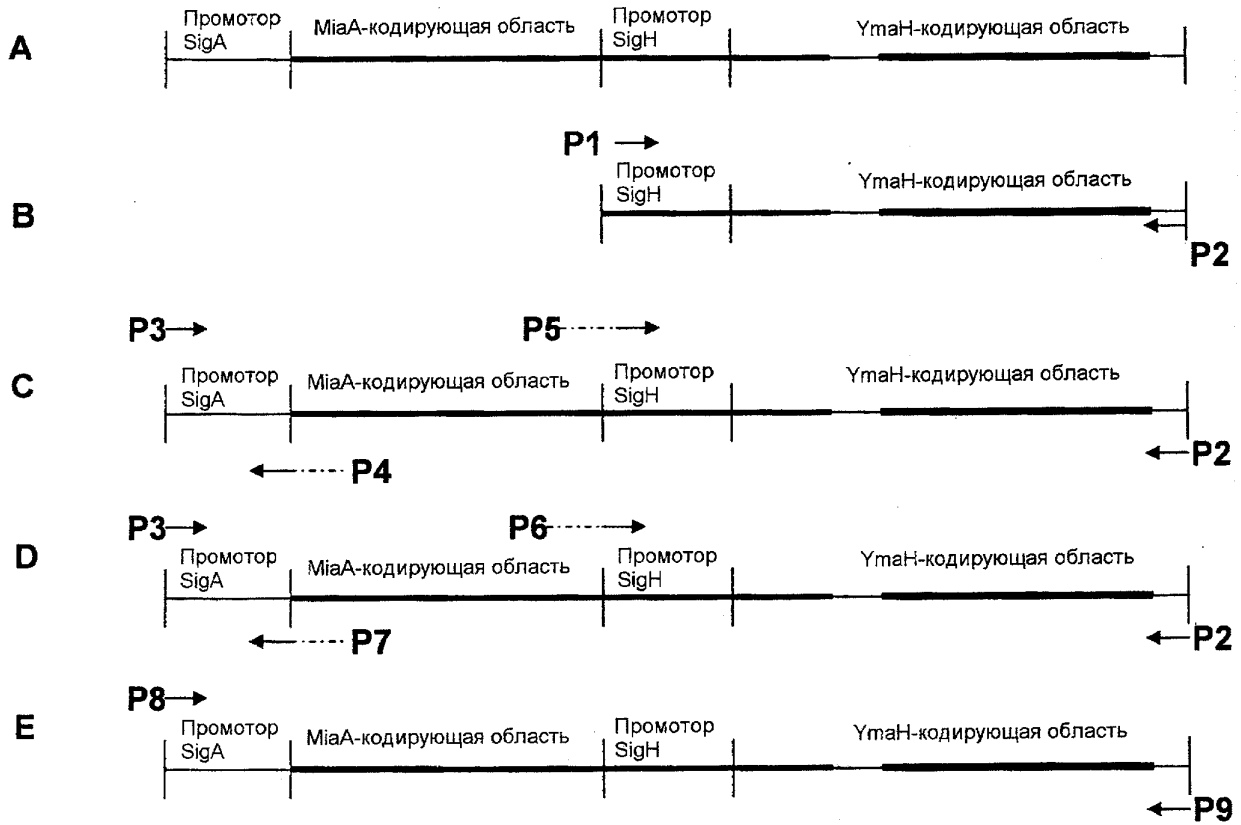 A
Промотор
SigA
MiaA-кодирующая область
Промотор
SigH
YmaH-кодирующая область
P1
B
Промотор
SigH
YmaH-кодирующая область
P2
P3
P5
C
Промотор
SigA
MiaA-кодирующая область
Промотор
SigH
YmaH-кодирующая область
P4
P2
P3
P6
D
Промотор
SigA
MiaA-кодирующая область
Промотор
SigH
YmaH-кодирующая область
P7
P2
P8
E
Промотор
SigA
MiaA-кодирующая область
Промотор
SigH
YmaH-кодирующая область
P9